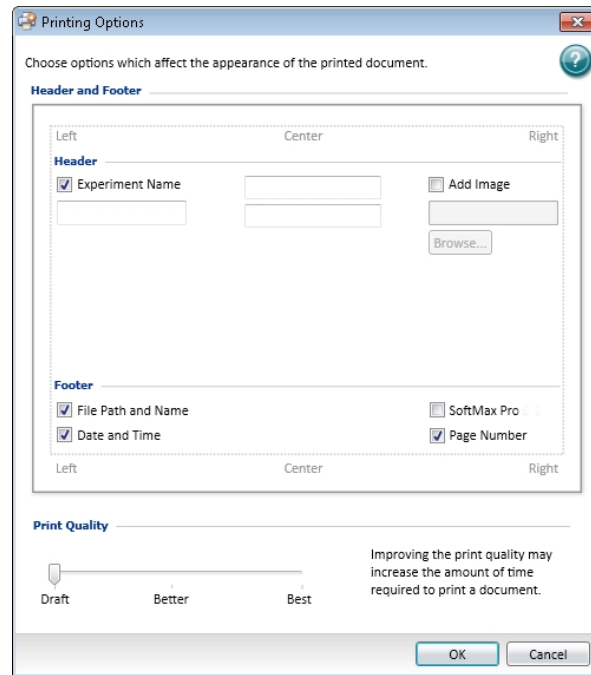 Printing Options
Choose options which affect the appearance of the printed document.
?
Header and Footer
Left Center Right
Header
Experiment Name Add Image
Browse...
Footer
File Path and Name SoftMax Pro
Date and Time Page Number
Left Center Right
Print Quality
Improving the print quality may
increase the amount of time
required to print a document.
Draft Better Best
OK Cancel